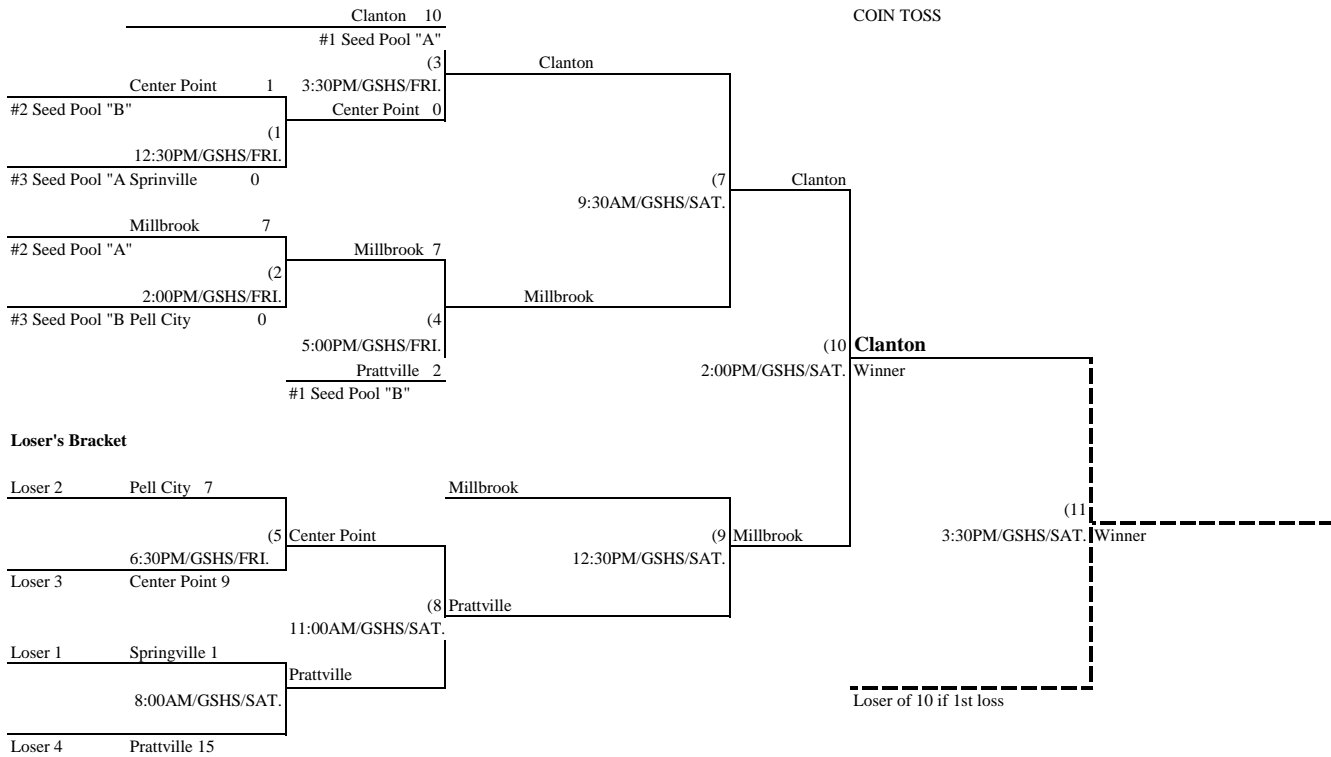 Clanton 10
COIN TOSS
#1 Seed Pool "A"
(3
Clanton
Center Point 1
3:30PM/GSHS/FRI.
#2 Seed Pool "B"
Center Point 0
(1
12:30PM/GSHS/FRI.
#3 Seed Pool "A Sprinville 0
(7
Clanton
9:30AM/GSHS/SAT.
Millbrook 7
#2 Seed Pool "A"
Millbrook 7
(2
2:00PM/GSHS/FRI.
Millbrook
#3 Seed Pool "B Pell City 0
(4
5:00PM/GSHS/FRI.
(10 Clanton
Prattville 2
2:00PM/GSHS/SAT. Winner
#1 Seed Pool "B"
Loser's Bracket
Loser 2 Pell City 7
Millbrook
(11
(5 Center Point
(9 Millbrook
3:30PM/GSHS/SAT. Winner
6:30PM/GSHS/FRI.
12:30PM/GSHS/SAT.
Loser 3 Center Point 9
(8 Prattville
11:00AM/GSHS/SAT.
Loser 1 Springville 1
Prattville
8:00AM/GSHS/SAT.
Loser of 10 if 1st loss
Loser 4 Prattville 15